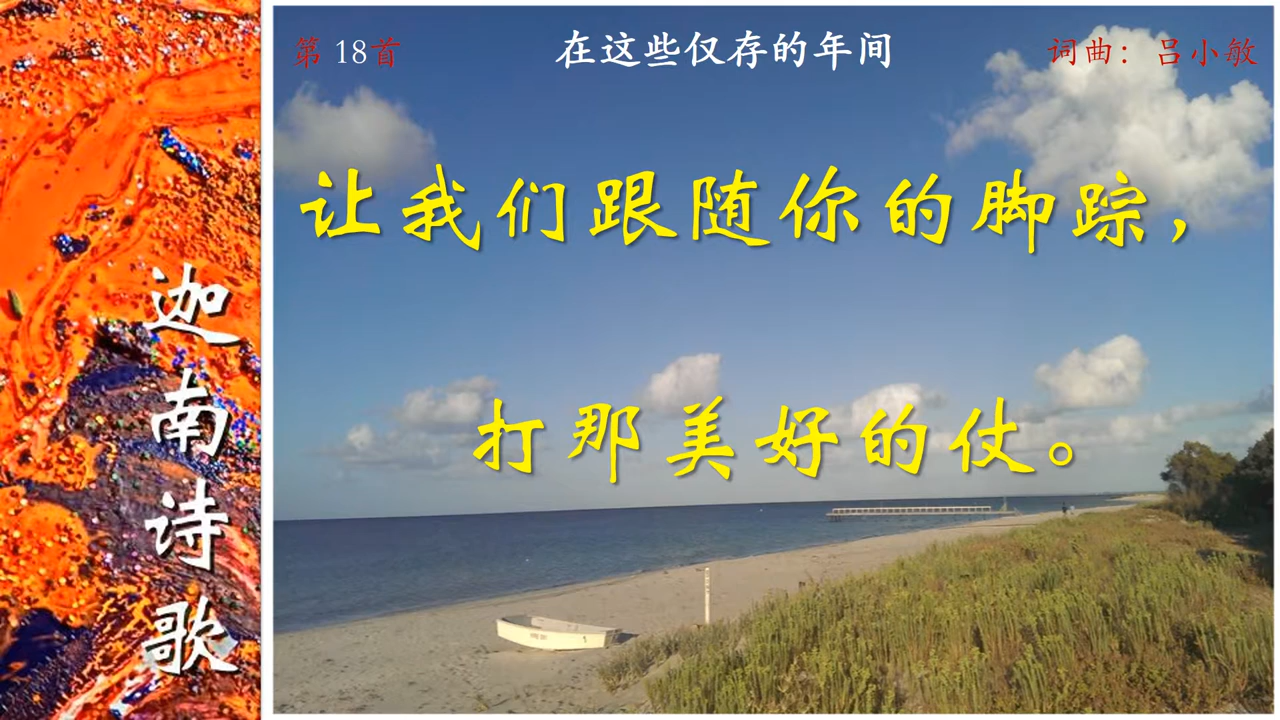 第 18首
在这些仅存的年间
词曲：吕小敏
让我们跟随你的脚踪，
打那美好的仗。
迦南诗歌